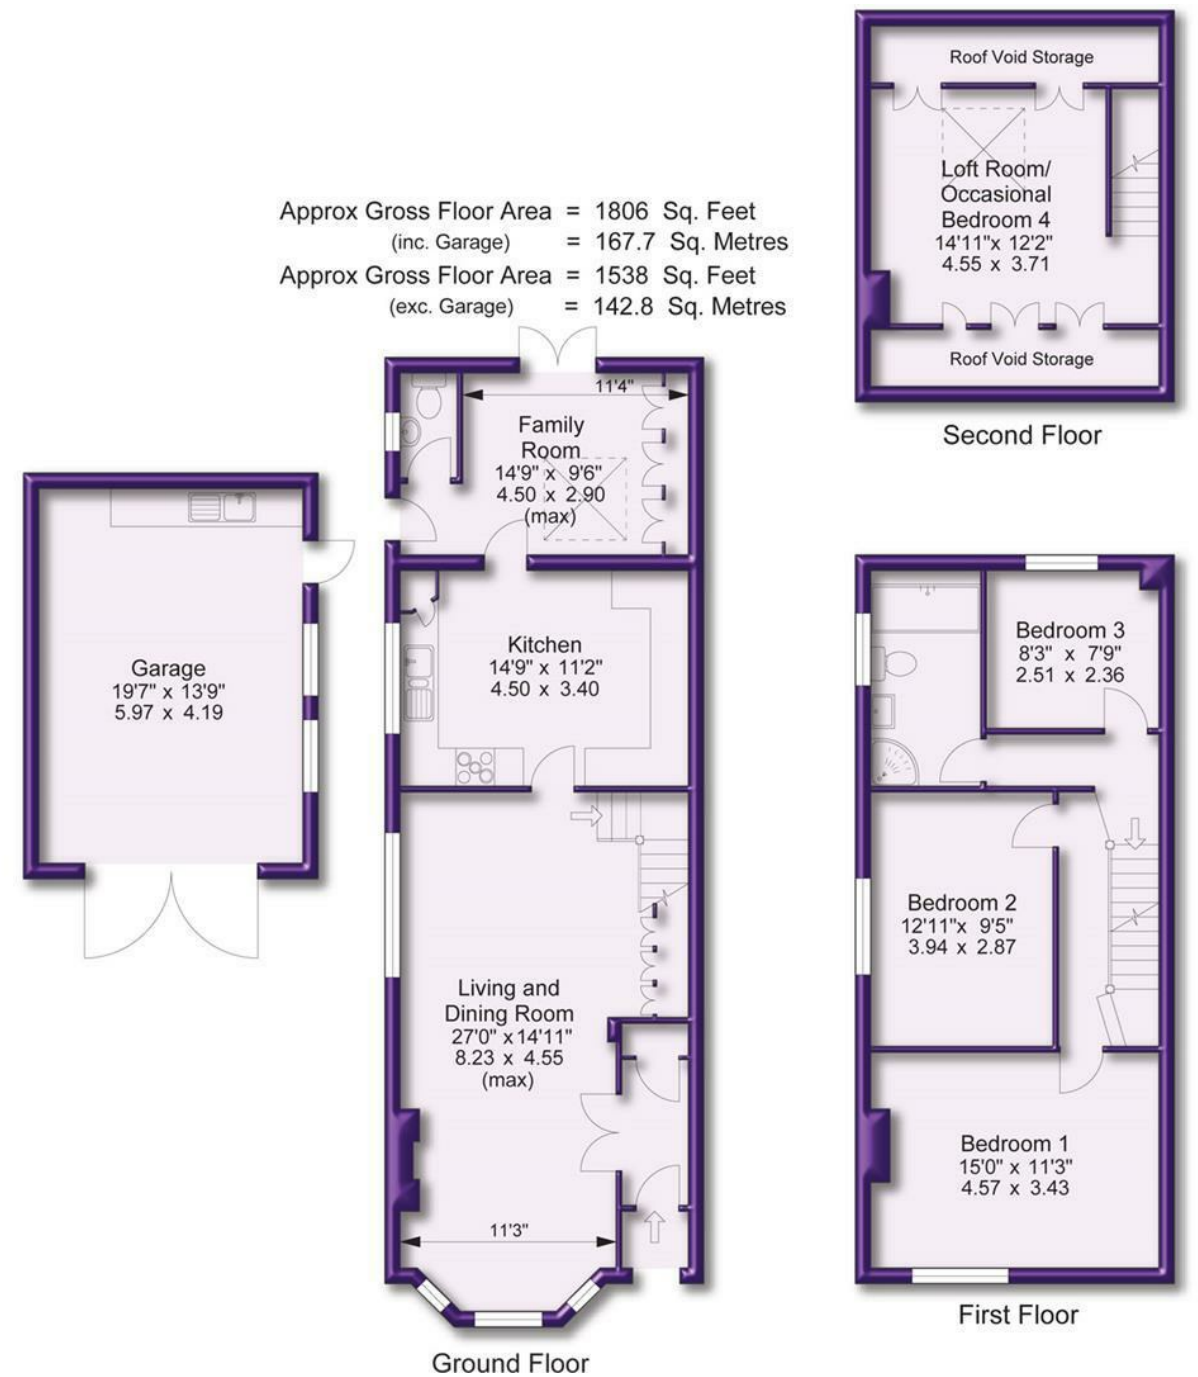 Approx Gross Floor Area = 1806 Sq. Feet
(inc. Garage) = 167.7 Sq. Metres
Approx Gross Floor Area = 1538 Sq. Feet
(exc. Garage) = 142.8 Sq. Metres
Roof Void Storage
Loft Room/
Occasional
Bedroom 4
14'11"x 12'2"
4.55 x 3.71
Roof Void Storage
Second Floor
Garage
19'7" x 13'9"
5.97 x 4.19
11'4"
Family
Room
14'9" x 9'6"
4.50 x 2.90
(max)
Kitchen
14'9" x 11'2"
4.50 x 3.40
Living and
Dining Room
27'0" x 14'11"
8.23 x 4.55
(max)
11'3"
Ground Floor
Bedroom 3
8'3" x 7'9"
2.51 x 2.36
Bedroom 2
12'11"x 9'5"
3.94 x 2.87
Bedroom 1
15'0" x 11'3"
4.57 x 3.43
First Floor